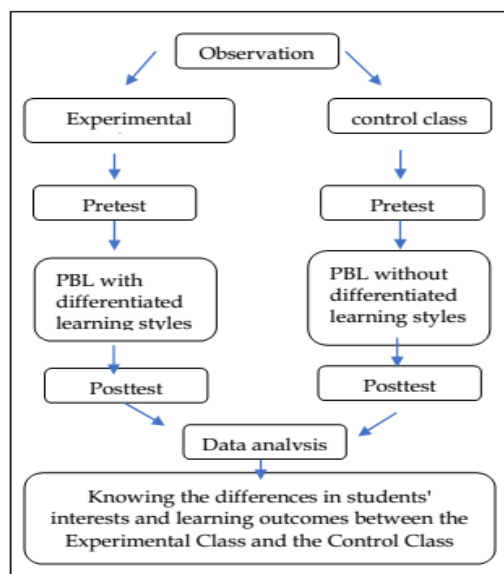 Observation
Experimental
control class
Pretest
Pretest
PBL with
differentiated
learning styles
PBL without
differentiated
learning styles
Posttest
Posttest
Data analysis
Knowing the differences in students'
interests and learning outcomes between the
Experimental Class and the Control Class